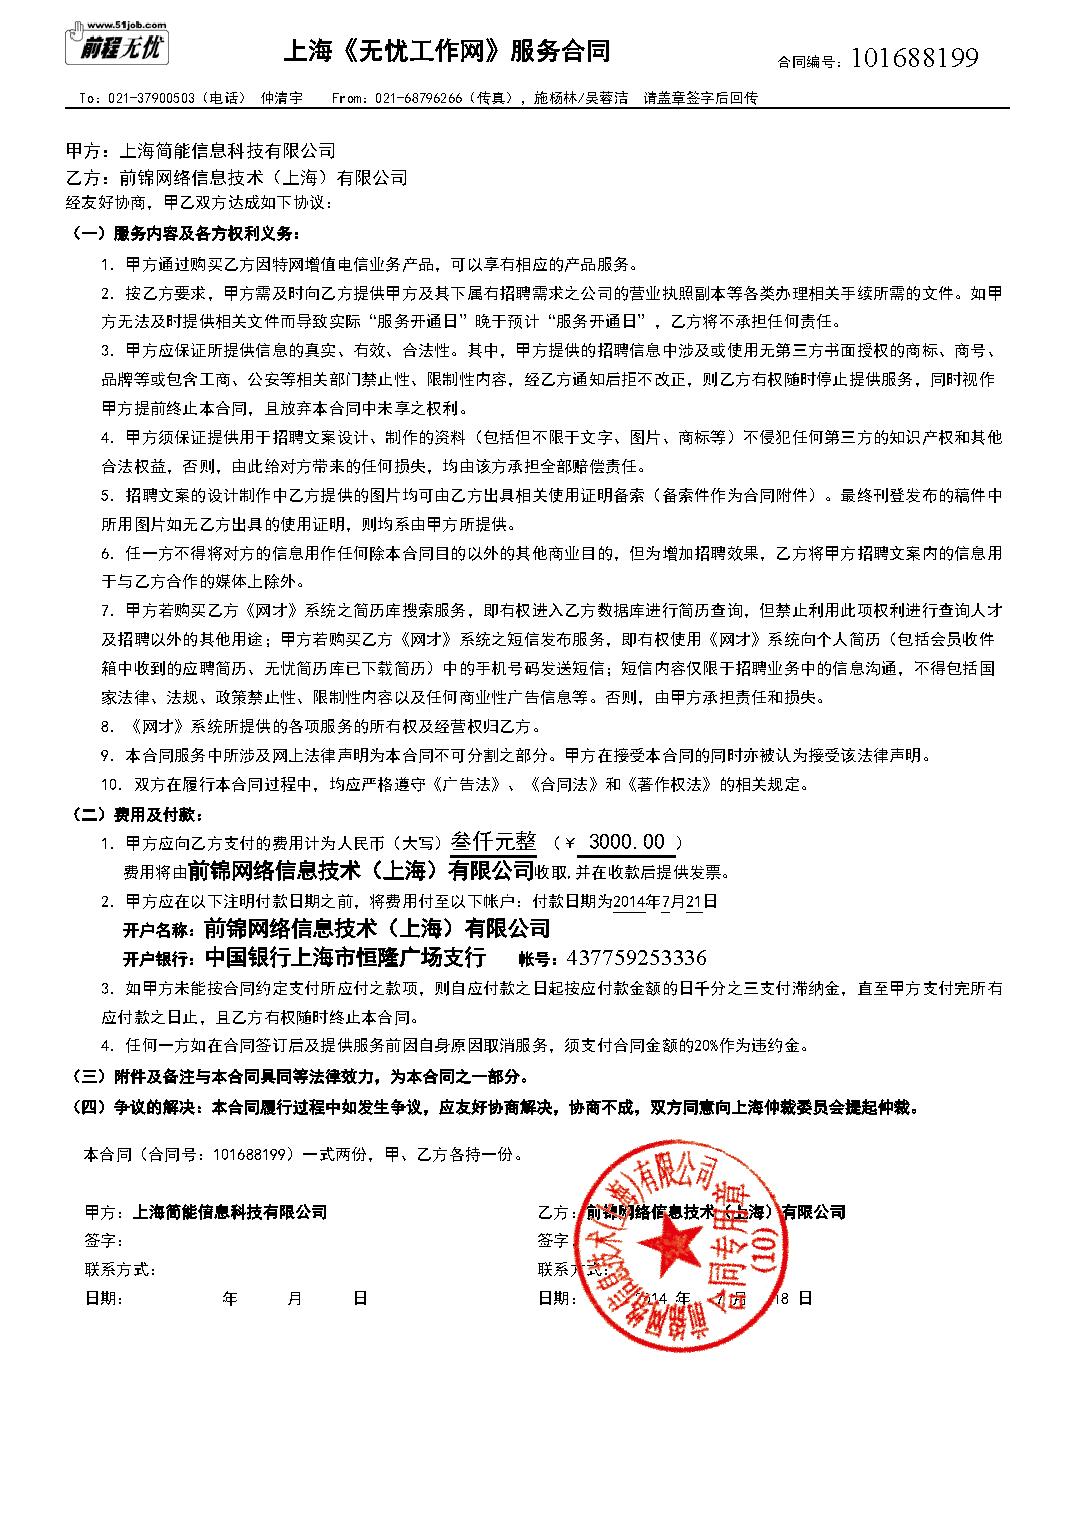 www.51job.com
前程无忧
上海《无忧工作网》服务合同
合同编号：101688199
To：021-37900503（电话） 仲清宇 From：021-68796266（传真），施杨林/吴蓉洁 请盖章签字后回传
甲方：上海简能信息科技有限公司
乙方：前锦网络信息技术（上海）有限公司
经友好协商，甲乙双方达成如下协议：
（一）服务内容及各方权利义务：
1. 甲方通过购买乙方因特网增值电信业务产品，可以享有相应的产品服务。
2. 按乙方要求，甲方需及时向乙方提供甲方及其下属有招聘需求之公司的营业执照副本等各类办理相关手续所需的文件。如甲
方无法及时提供相关文件而导致实际“服务开通日”晚于预计“服务开通日”，乙方将不承担任何责任。
3. 甲方应保证所提供信息的真实、有效、合法性。其中，甲方提供的招聘信息中涉及或使用无第三方书面授权的商标、商号、
品牌等或包含工商、公安等相关部门禁止性、限制性内容，经乙方通知后拒不改正，则乙方有权随时停止提供服务，同时视作
甲方提前终止本合同，且放弃本合同中未享之权利。
4. 甲方须保证提供用于招聘文案设计、制作的资料（包括但不限于文字、图片、商标等）不侵犯任何第三方的知识产权和其他
合法权益，否则，由此给对方带来的任何损失，均由该方承担全部赔偿责任。
5. 招聘文案的设计制作中乙方提供的图片均可由乙方出具相关使用证明备索（备索件作为合同附件）。最终刊登发布的稿件中
所用图片如无乙方出具的使用证明，则均系由甲方所提供。
6. 任一方不得将对方的信息用作任何除本合同目的以外的其他商业目的，但为增加招聘效果，乙方将甲方招聘文案内的信息用
于与乙方合作的媒体上除外。
7. 甲方若购买乙方《网才》系统之简历库搜索服务，即有权进入乙方数据库进行简历查询，但禁止利用此项权利进行查询人才
及招聘以外的其他用途；甲方若购买乙方《网才》系统之短信发布服务，即有权使用《网才》系统向个人简历（包括会员收件
箱中收到的应聘简历、无忧简历库已下载简历）中的手机号码发送短信；短信内容仅限于招聘业务中的信息沟通，不得包括国
家法律、法规、政策禁止性、限制性内容以及任何商业性广告信息等。否则，由甲方承担责任和损失。
8. 《网才》系统所提供的各项服务的所有权及经营权归乙方。
9. 本合同服务中所涉及网上法律声明为本合同不可分割之部分。甲方在接受本合同的同时亦被认为接受该法律声明。
10. 双方在履行本合同过程中，均应严格遵守《广告法》、《合同法》和《著作权法》的相关规定。
（二）费用及付款：
1. 甲方应向乙方支付的费用计为人民币（大写）叁仟元整 （￥ 3000.00 ）
费用将由前锦网络信息技术（上海）有限公司收取,并在收款后提供发票。
2. 甲方应在以下注明付款日期之前，将费用付至以下帐户：付款日期为2014年7月21日
开户名称：前锦网络信息技术（上海）有限公司
开户银行：中国银行上海市恒隆广场支行 帐号：437759253336
3. 如甲方未能按合同约定支付所应付之款项，则自应付款之日起按应付款金额的日千分之三支付滞纳金，直至甲方支付完所有
应付款之日止，且乙方有权随时终止本合同。
4. 任何一方如在合同签订后及提供服务前因自身原因取消服务，须支付合同金额的20%作为违约金。
（三）附件及备注与本合同具同等法律效力，为本合同之一部分。
（四）争议的解决：本合同履行过程中如发生争议，应友好协商解决，协商不成，双方同意向上海仲裁委员会提起仲裁。
本合同（合同号：101688199）一式两份，甲、乙方各持一份。
甲方：上海简能信息科技有限公司 乙方：前锦网络信息技术（上海）有限公司
签字： 签字：
联系方式： 联系方式：
日期： 年 月 日 日期： 2014 年 7 月 18 日
前锦网络信息技术(上海)有限公司
合同专用章
(10)